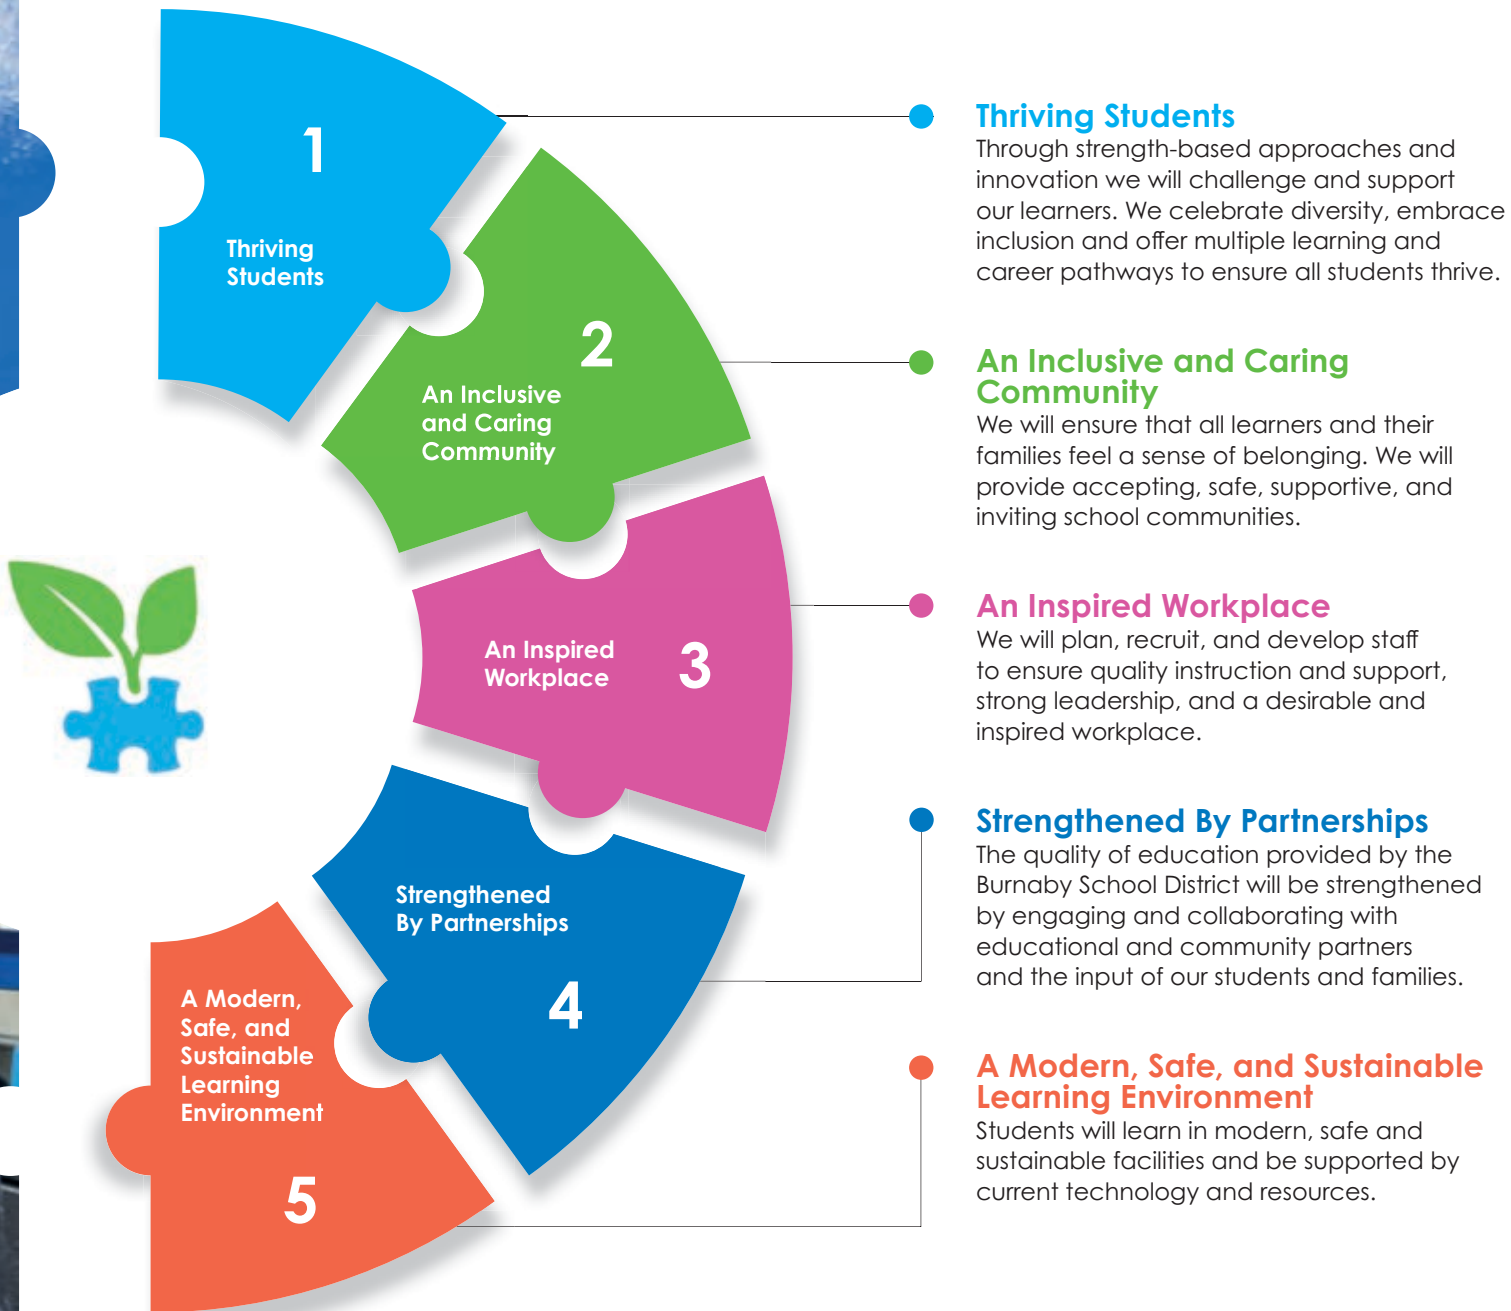 1
Thriving
Students
2
An Inclusive
and Caring
Community
An Inspired
Workplace
3
Strengthened
By Partnerships
4
A Modern,
Safe, and
Sustainable
Learning
Environment
5
Thriving Students
Through strength-based approaches and
innovation we will challenge and support
our learners. We celebrate diversity, embrace
inclusion and offer multiple learning and
career pathways to ensure all students thrive.
An Inclusive and Caring
Community
We will ensure that all learners and their
families feel a sense of belonging. We will
provide accepting, safe, supportive, and
inviting school communities.
An Inspired Workplace
We will plan, recruit, and develop staff
to ensure quality instruction and support,
strong leadership, and a desirable and
inspired workplace.
Strengthened By Partnerships
The quality of education provided by the
Burnaby School District will be strengthened
by engaging and collaborating with
educational and community partners
and the input of our students and families.
A Modern, Safe, and Sustainable
Learning Environment
Students will learn in modern, safe and
sustainable facilities and be supported by
current technology and resources.